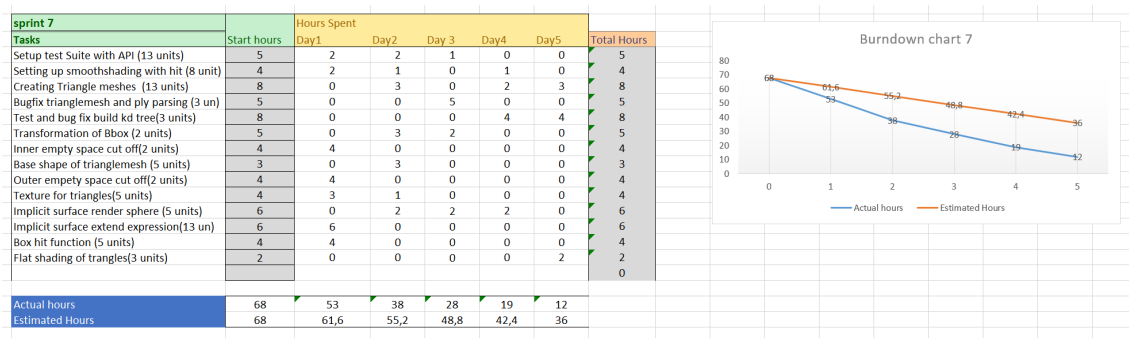 sprint 7 Hours Spent
Tasks Start hours Day1 Day2 Day 3 Day4 Day5 Total Hours
Setup test Suite with API (13 units) 5 2 2 1 0 0 5
Setting up smoothshading with hit (8 unit) 4 2 1 0 1 0 4
Creating Triangle meshes (13 units) 8 0 3 0 2 3 8
Bugfix trianglemesh and ply parsing (3 un) 5 0 0 5 0 0 5
Test and bug fix build kd tree(3 units) 8 0 0 0 4 4 8
Transformation of Bbox (2 units) 5 0 3 2 0 0 5
Inner empty space cut off(2 units) 4 4 0 0 0 0 4
Base shape of trianglemesh (5 units) 3 0 3 0 0 0 3
Outer empety space cut off(2 units) 4 4 0 0 0 0 4
Texture for triangles(5 units) 4 3 1 0 0 0 4
Implicit surface render sphere (5 units) 6 0 2 2 2 0 6
Implicit surface extend expression(13 un) 6 6 0 0 0 0 6
Box hit function (5 units) 4 4 0 0 0 0 4
Flat shading of trangles(3 units) 2 0 0 0 0 2 2
0
Actual hours 68 53 38 28 19 12
Estimated Hours 68 61,6 55,2 48,8 42,4 36
Burndown chart 7
80
70
60
50
40
30
20
10
0
68 61,6 55,2 48,8 42,4 36
53 38 28 19 12
0 1 2 3 4 5
Actual hours Estimated Hours